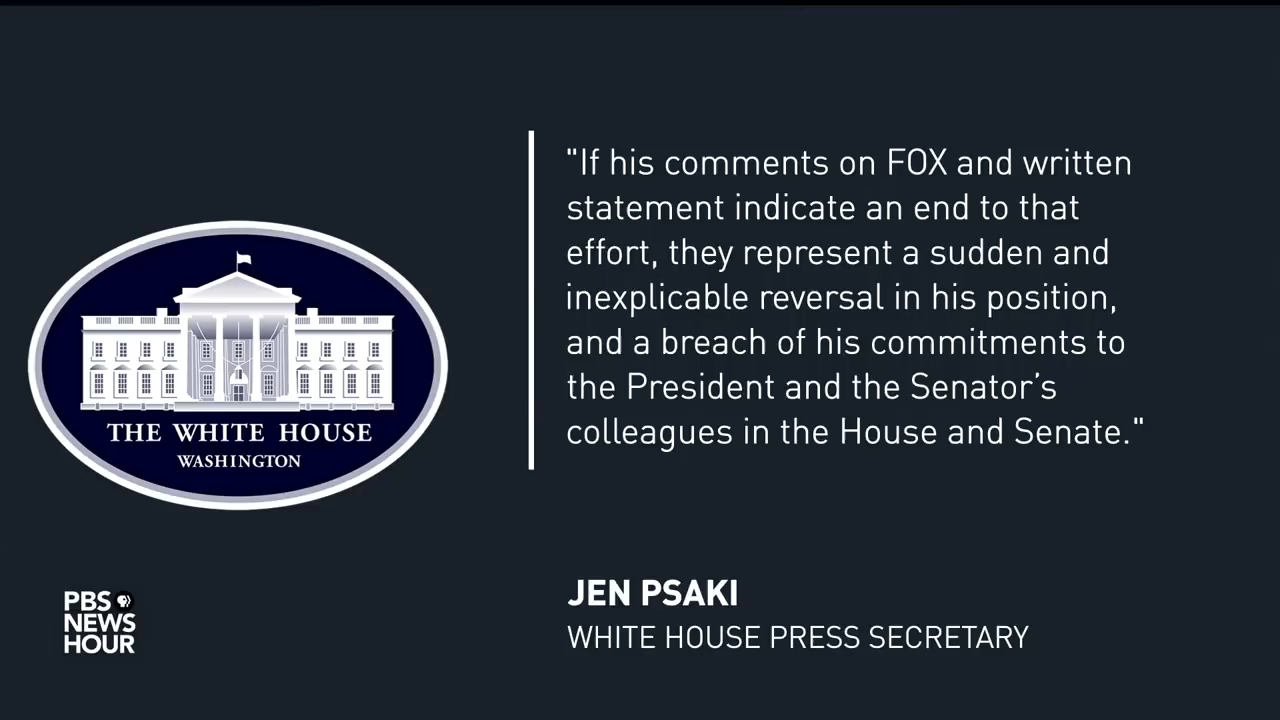 "If his comments on FOX and written
statement indicate an end to that
effort, they represent a sudden and
inexplicable reversal in his position,
and a breach of his commitments to
the President and the Senator’s
colleagues in the House and Senate."
THE WHITE HOUSE
WASHINGTON
JEN PSAKI
WHITE HOUSE PRESS SECRETARY
PBS
NEWS
HOUR